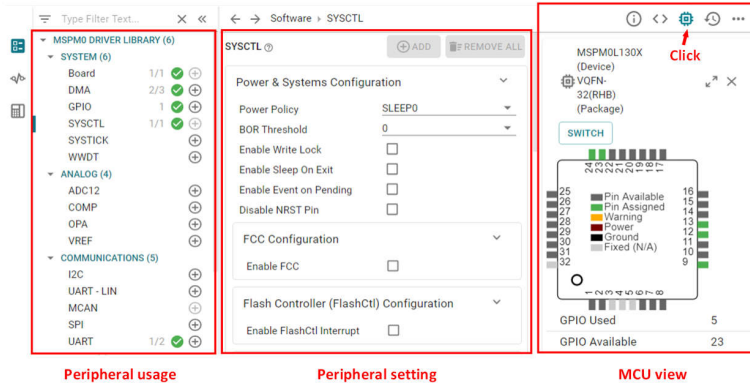 Type Filter Text...
← → Software › SYSCTL
MSPM0 DRIVER LIBRARY (6)
SYSTEM (6)
Board 1/1
DMA 2/3
GPIO 1
SYSCTL 1/1
SYSTICK
WWDT
ANALOG (4)
ADC12
COMP
OPA
VREF
COMMUNICATIONS (5)
I2C
UART - LIN
MCAN
SPI
UART 1/2
Peripheral usage
SYSCTL
ADD
REMOVE ALL
Power & Systems Configuration
Power Policy SLEEP0
BOR Threshold 0
Enable Write Lock
Enable Sleep On Exit
Enable Event on Pending
Disable NRST Pin
FCC Configuration
Enable FCC
Flash Controller (FlashCtl) Configuration
Enable FlashCtl Interrupt
Peripheral setting
Click
MSPM0L130X
(Device)
VQFN-
32(RHB)
(Package)
SWITCH
24 23 22 21 20 19 18 17
25 16
26 15
27 14
28 13
29 12
30 11
31 10
32 9
Pin Available
Pin Assigned
Warning
Power
Ground
Fixed (N/A)
1 2 3 4 5 6 7 8
GPIO Used 5
GPIO Available 23
MCU view